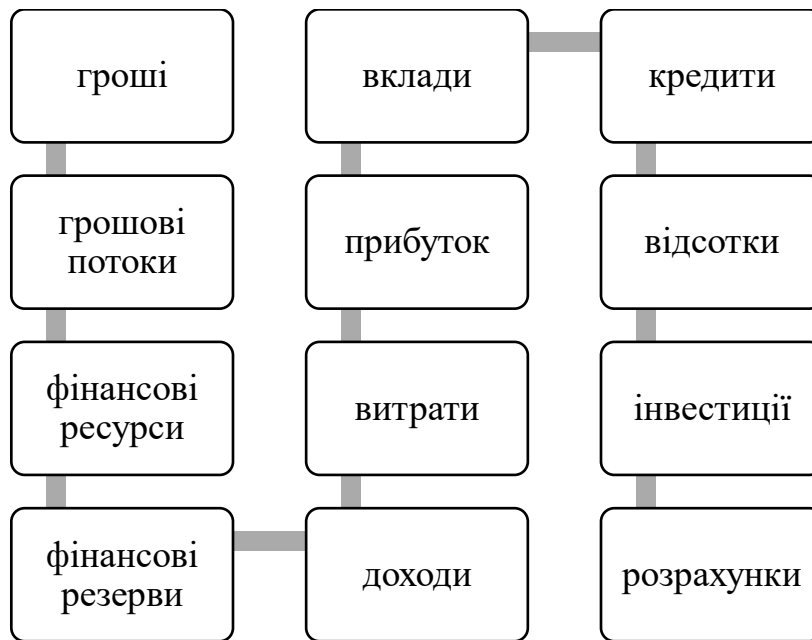 гроші
грошові
потоки
фінансові
ресурси
фінансові
резерви
доходи
витрати
прибуток
вклади
кредити
відсотки
інвестиції
розрахунки